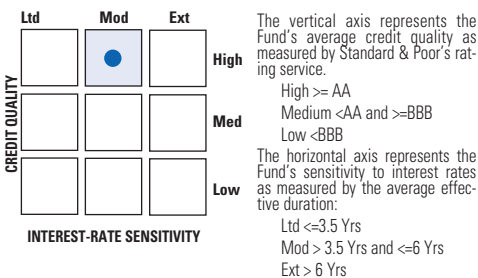 Ltd Mod Ext
High
Med
Low
CREDIT QUALITY
INTEREST-RATE SENSITIVITY
The vertical axis represents the
Fund's average credit quality as
measured by Standard & Poor's rat-
ing service.
High >= AA
Medium <AA and >=BBB
Low <BBB
The horizontal axis represents the
Fund's sensitivity to interest rates
as measured by the average effec-
tive duration:
Ltd <=3.5 Yrs
Mod > 3.5 Yrs and <=6 Yrs
Ext > 6 Yrs